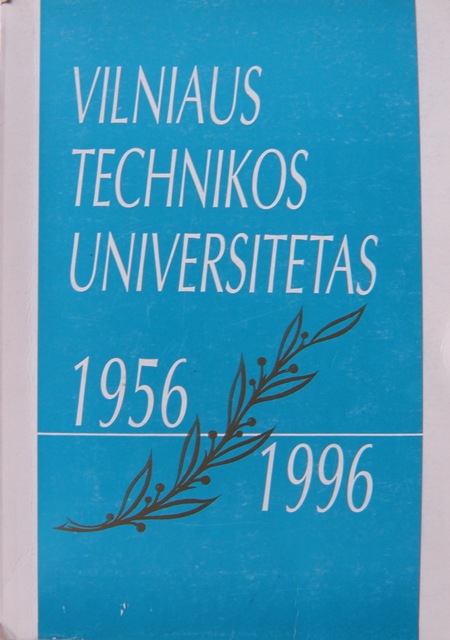 VILNIAUS
TECHNIKOS
UNIVERSITETAS
1956
1996